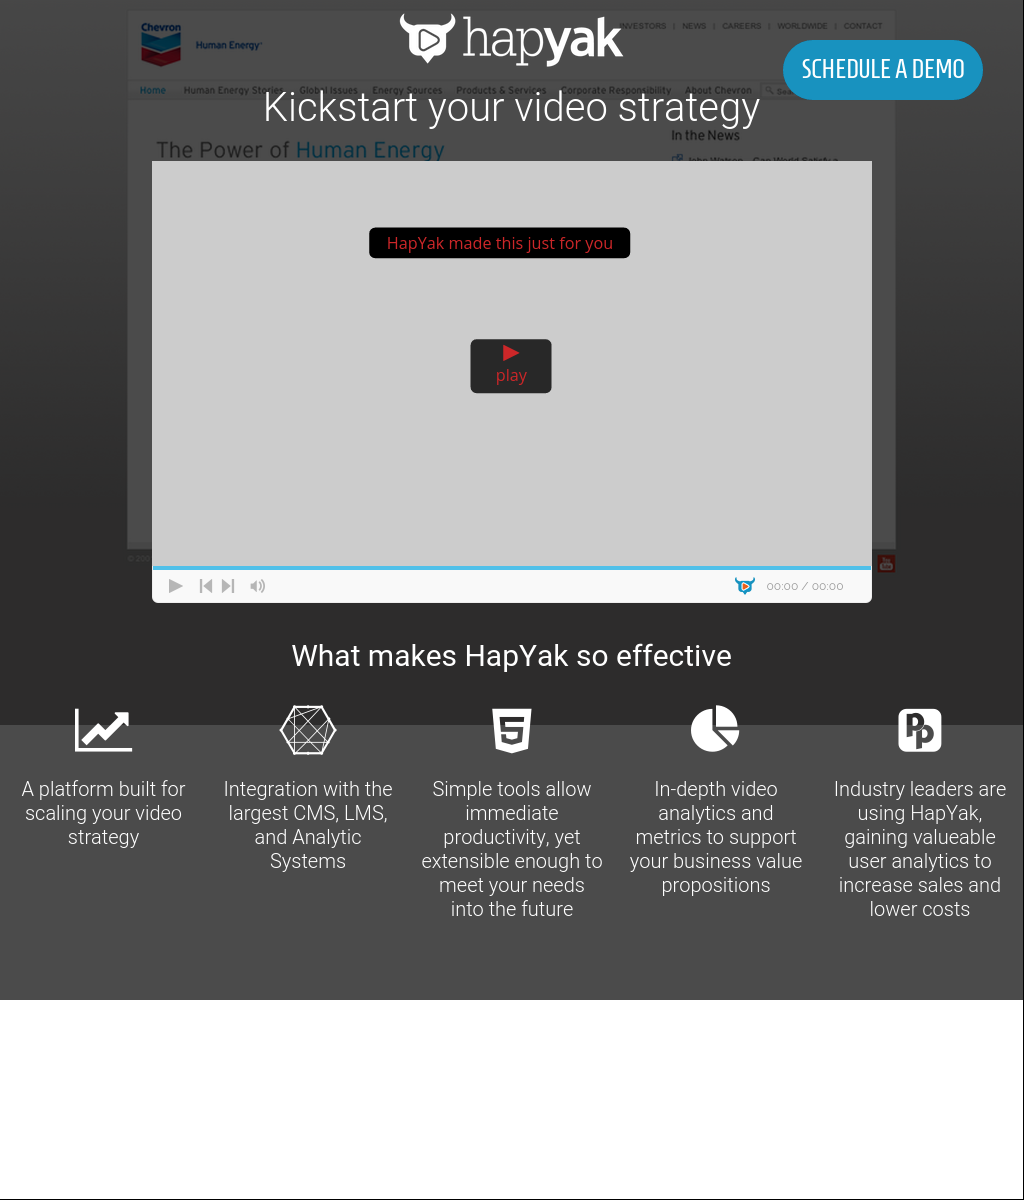 Chevron
Human Energy
INVESTORS | NEWS | CAREERS | WORLDWIDE | CONTACT
hapyak
SCHEDULE A DEMO
Home Human Energy Stories Global Issues Energy Sources Products & Services Corporate Responsibility About Chevron
Kickstart your video strategy
In the News
The Power of Human Energy
HapYak made this just for you
play
00:00 / 00:00
What makes HapYak so effective
A platform built for
scaling your video
strategy
Integration with the
largest CMS, LMS,
and Analytic
Systems
Simple tools allow
immediate
productivity, yet
extensible enough to
meet your needs
into the future
In-depth video
analytics and
metrics to support
your business value
propositions
Industry leaders are
using HapYak,
gaining valueable
user analytics to
increase sales and
lower costs